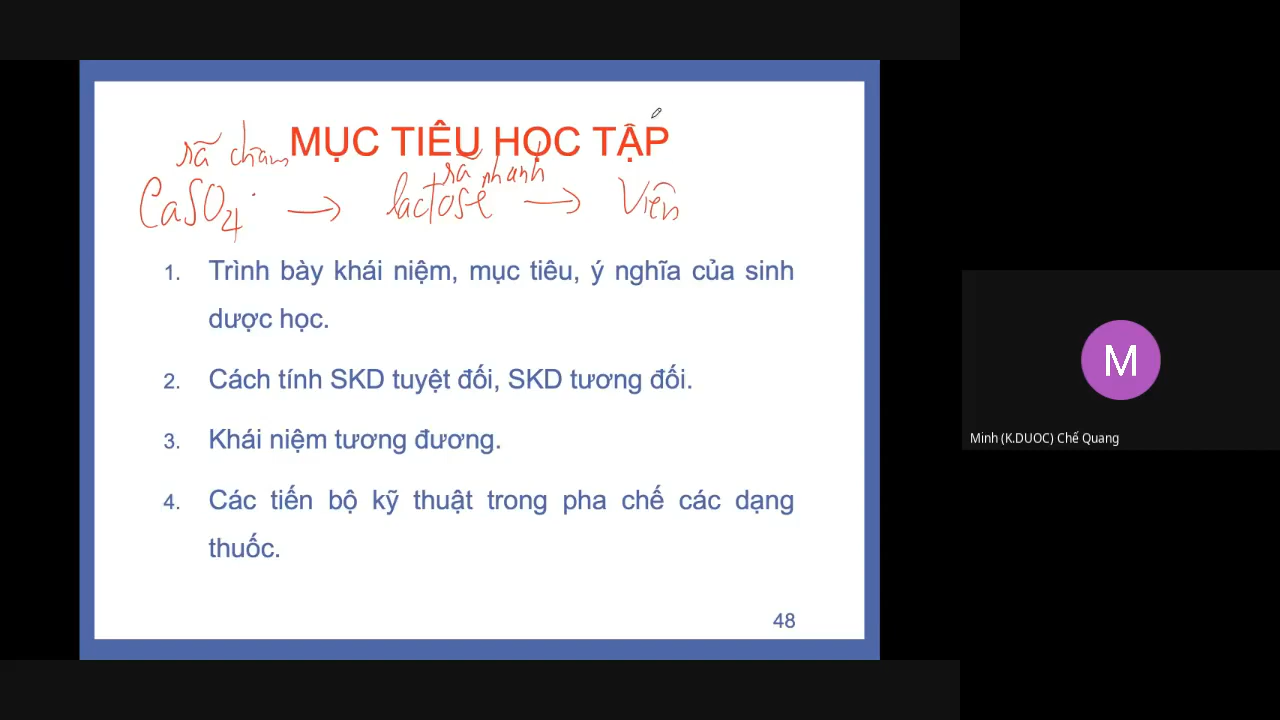 MỤC TIÊU HỌC TẬP
rã chậm
rã nhanh
CaSO4 → lactose → Viên
1. Trình bày khái niệm, mục tiêu, ý nghĩa của sinh
dược học.
2. Cách tính SKD tuyệt đối, SKD tương đối.
3. Khái niệm tương đương.
4. Các tiến bộ kỹ thuật trong pha chế các dạng
thuốc.
48
M
Minh (K.DUOC) Chế Quang